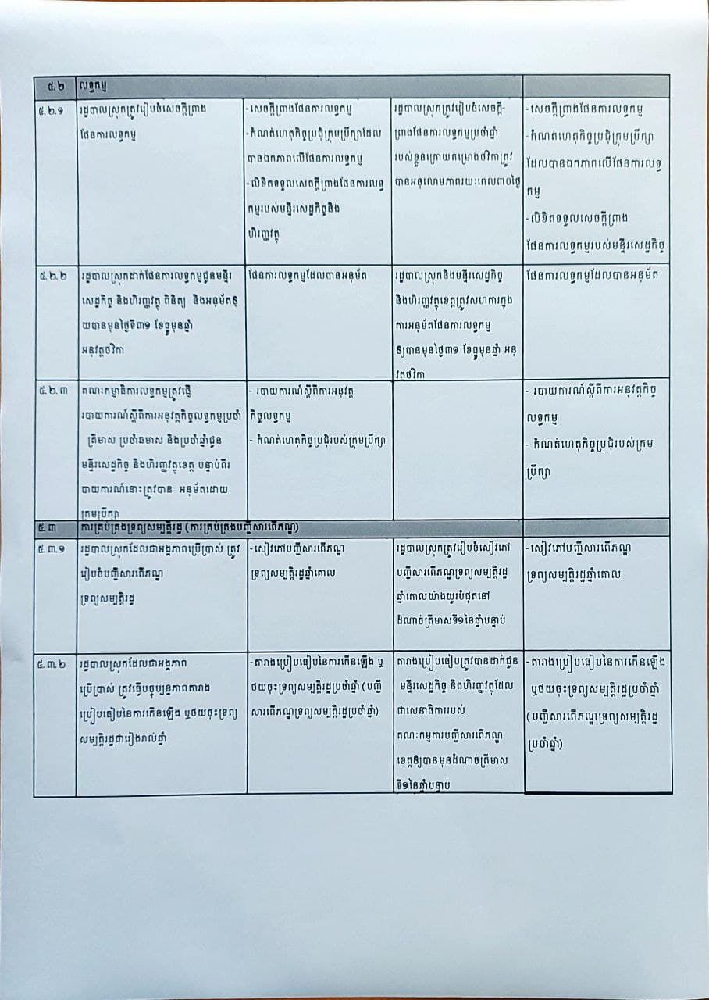 ៥.២ លទ្ធកម្ម
៥.២.១
រដ្ឋបាលស្រុកត្រូវរៀបចំសេចក្តីព្រាង
ផែនការលទ្ធកម្ម
-សេចក្តីព្រាងផែនការលទ្ធកម្ម
-កំណត់ហេតុកិច្ចប្រជុំក្រុមប្រឹក្សាដែល
បានឯកភាពលើផែនការលទ្ធកម្ម
-លិខិតទទួលសេចក្តីព្រាងផែនការលទ្ធ
កម្មរបស់មន្ទីរសេដ្ឋកិច្ចនិង
ហិរញ្ញវត្ថុ
រដ្ឋបាលស្រុកត្រូវរៀបចំសេចក្តី-
ព្រាងផែនការលទ្ធកម្មប្រចាំឆ្នាំ
របស់ខ្លួនក្រោយគម្រោងថវិកាត្រូវ
បានអនុលោមភាពរយៈពេល៣០ថ្ងៃ
-សេចក្តីព្រាងផែនការលទ្ធកម្ម
-កំណត់ហេតុកិច្ចប្រជុំក្រុមប្រឹក្សា
ដែលបានឯកភាពលើផែនការលទ្ធ
កម្ម
-លិខិតទទួលសេចក្តីព្រាង
ផែនការលទ្ធកម្មរបស់មន្ទីរសេដ្ឋកិច្ច
៥.២.២
រដ្ឋបាលស្រុកដាក់ផែនការលទ្ធកម្មជូនមន្ទីរ
សេដ្ឋកិច្ច និងហិរញ្ញវត្ថុ ពិនិត្យ និងអនុម័តឲ្
យបានមុនថ្ងៃទី៣១ ខែធ្នូមុនឆ្នាំ
អនុវត្តថវិកា
ផែនការលទ្ធកម្មដែលបានអនុម័ត
រដ្ឋបាលស្រុកនិងមន្ទីរសេដ្ឋកិច្ច
និងហិរញ្ញវត្ថុខេត្តត្រូវសហការក្នុង
ការអនុម័តផែនការលទ្ធកម្ម
ឲ្យបានមុនថ្ងៃ៣១ ខែធ្នូមុនឆ្នាំ អនុ
វត្តថវិកា
ផែនការលទ្ធកម្មដែលបានអនុម័ត
៥.២.៣
គណៈកម្មាធិការលទ្ធកម្មត្រូវផ្ញើ
របាយការណ៍ស្តីពីការអនុវត្តកិច្ចលទ្ធកម្មប្រចាំ
ត្រីមាស ប្រចាំឆមាស និងប្រចាំឆ្នាំជូន
មន្ទីរសេដ្ឋកិច្ច និងហិរញ្ញវត្ថុខេត្ត បន្ទាប់ពីរ
បាយការណ៍នោះត្រូវបាន អនុម័តដោយ
ក្រុមប្រឹក្សា
- របាយការណ៍ស្តីពីការអនុវត្ត
កិច្ចលទ្ធកម្ម
- កំណត់ហេតុកិច្ចប្រជុំរបស់ក្រុមប្រឹក្សា
- របាយការណ៍ស្តីពីការអនុវត្តកិច្ច
លទ្ធកម្ម
- កំណត់ហេតុកិច្ចប្រជុំរបស់ក្រុម
ប្រឹក្សា
៥.៣ ការគ្រប់គ្រងទ្រព្យសម្បត្តិរដ្ឋ (ការគ្រប់គ្រងបញ្ជីសារពើភណ្ឌ)
៥.៣.១
រដ្ឋបាលស្រុកដែលជាអង្គភាពប្រើប្រាស់ ត្រូវ
រៀបចំបញ្ជីសារពើភណ្ឌ
ទ្រព្យសម្បត្តិរដ្ឋ
-សៀវភៅបញ្ជីសារពើភណ្ឌ
ទ្រព្យសម្បត្តិរដ្ឋឆ្នាំគោល
រដ្ឋបាលស្រុកត្រូវរៀបចំសៀវភៅ
បញ្ជីសារពើភណ្ឌទ្រព្យសម្បត្តិរដ្ឋ
ឆ្នាំគោលយ៉ាងយូរបំផុតនៅ
ដំណាច់ត្រីមាសទី១នៃឆ្នាំបន្ទាប់
-សៀវភៅបញ្ជីសារពើភណ្ឌ
ទ្រព្យសម្បត្តិរដ្ឋឆ្នាំគោល
៥.៣.២
រដ្ឋបាលស្រុកដែលជាអង្គភាព
ប្រើប្រាស់ ត្រូវធ្វើបច្ចុប្បន្នភាពតារាង
ប្រៀបធៀបនៃការកើនឡើង ឬថយចុះទ្រព្យ
សម្បត្តិរដ្ឋជារៀងរាល់ឆ្នាំ
-តារាងប្រៀបធៀបនៃការកើនឡើង ឬ
ថយចុះទ្រព្យសម្បត្តិរដ្ឋប្រចាំឆ្នាំ (បញ្ជី
សារពើភណ្ឌទ្រព្យសម្បត្តិរដ្ឋប្រចាំឆ្នាំ)
តារាងប្រៀបធៀបត្រូវបានដាក់ជូន
មន្ទីរសេដ្ឋកិច្ច និងហិរញ្ញវត្ថុដែល
ជាសេនាធិការរបស់
គណៈកម្មការបញ្ជីសារពើភណ្ឌ
ខេត្តឲ្យបានមុនដំណាច់ត្រីមាស
ទី១នៃឆ្នាំបន្ទាប់
-តារាងប្រៀបធៀបនៃការកើនឡើង
ឬថយចុះទ្រព្យសម្បត្តិរដ្ឋប្រចាំឆ្នាំ
(បញ្ជីសារពើភណ្ឌទ្រព្យសម្បត្តិរដ្ឋ
ប្រចាំឆ្នាំ)